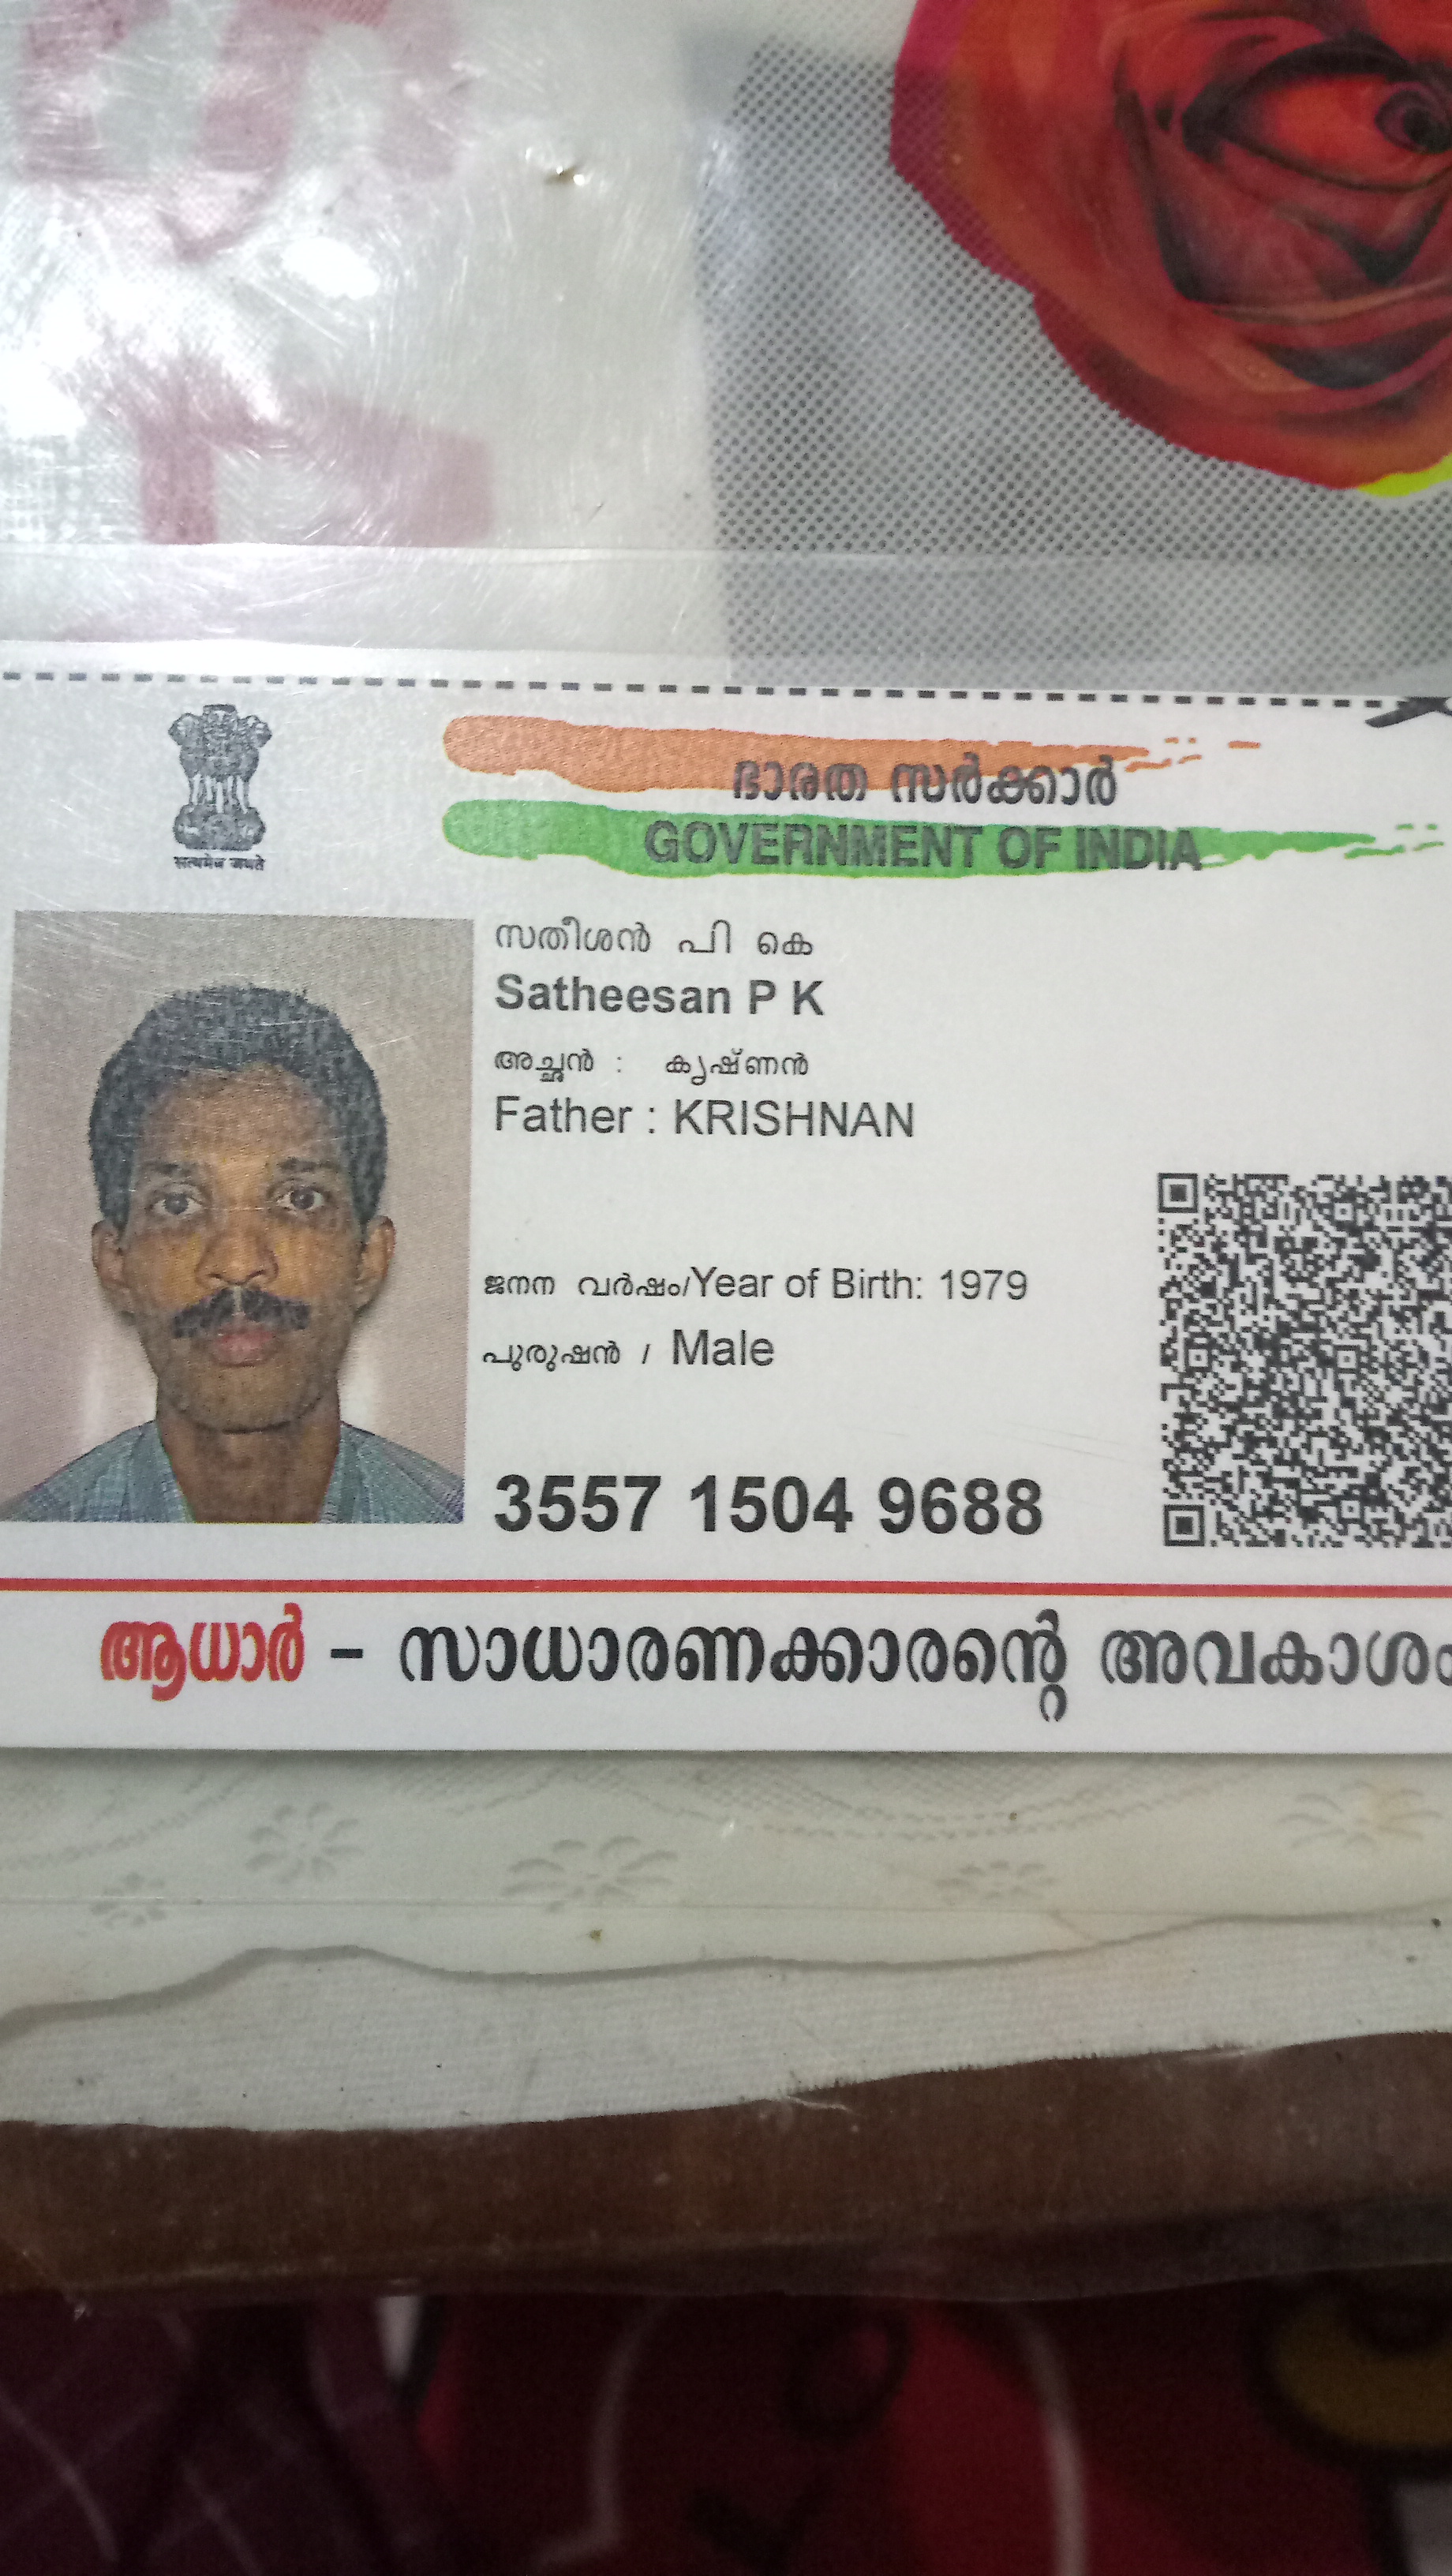 सत्यमेव जयते
ഭാരത സർക്കാർ
GOVERNMENT OF INDIA
സതീശൻ പി കെ
Satheesan P K
അച്ഛൻ : കൃഷ്ണൻ
Father : KRISHNAN
ജനന വർഷം/Year of Birth: 1979
പുരുഷൻ / Male
3557 1504 9688
ആധാർ - സാധാരണക്കാരന്റെ അവകാശം